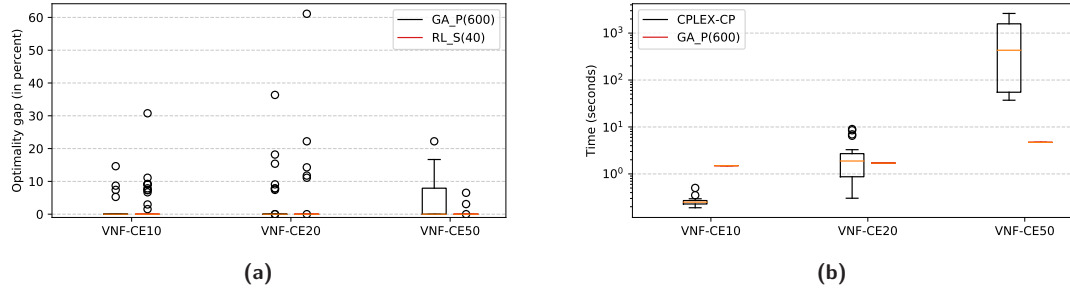 Optimality gap (in percent)
60
50
40
30
20
10
0
GA_P(600)
RL_S(40)
VNF-CE10
VNF-CE20
VNF-CE50
(a)
Time (seconds)
10³
10²
10¹
10⁰
CPLEX-CP
GA_P(600)
VNF-CE10
VNF-CE20
VNF-CE50
(b)